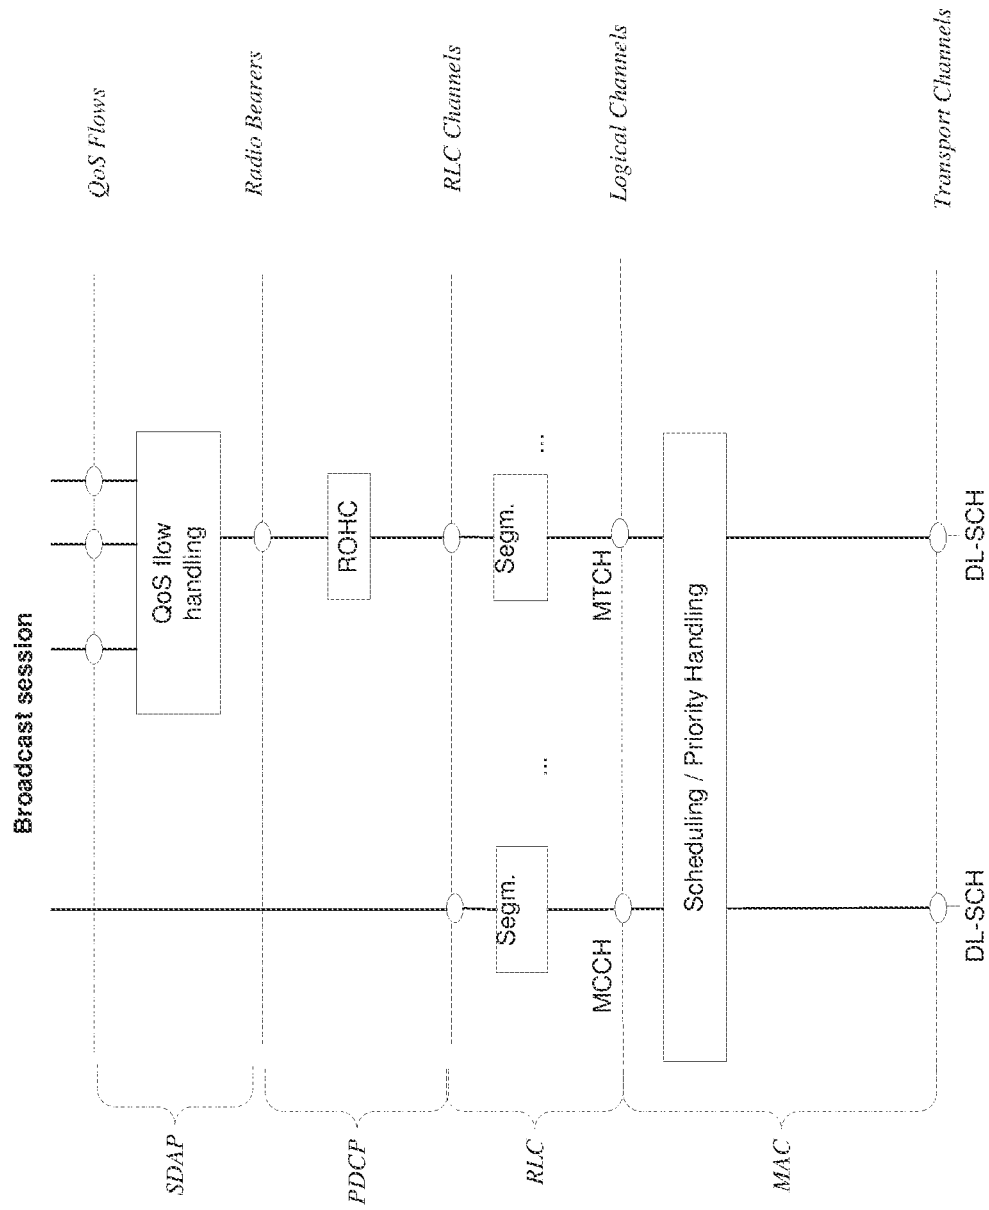 Broadcast session
QoS Flows
QoS flow
handling
SDAP
Radio Bearers
ROHC
PDCP
RLC Channels
Segm.
...
Segm.
...
RLC
MCCH
MTCH
Logical Channels
Scheduling / Priority Handling
MAC
Transport Channels
DL-SCH
DL-SCH